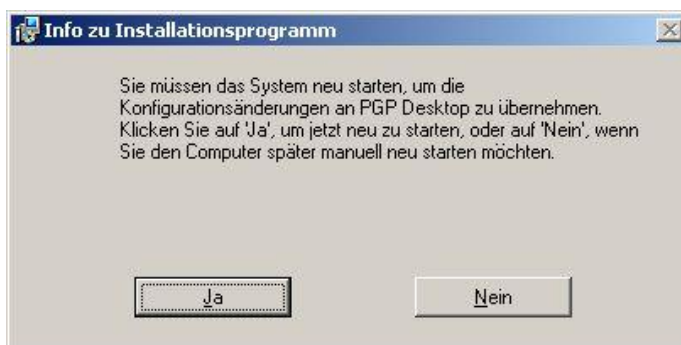 Info zu Installationsprogramm
Sie müssen das System neu starten, um die
Konfigurationsänderungen an PGP Desktop zu übernehmen.
Klicken Sie auf 'Ja', um jetzt neu zu starten, oder auf 'Nein', wenn
Sie den Computer später manuell neu starten möchten.
Ja
Nein